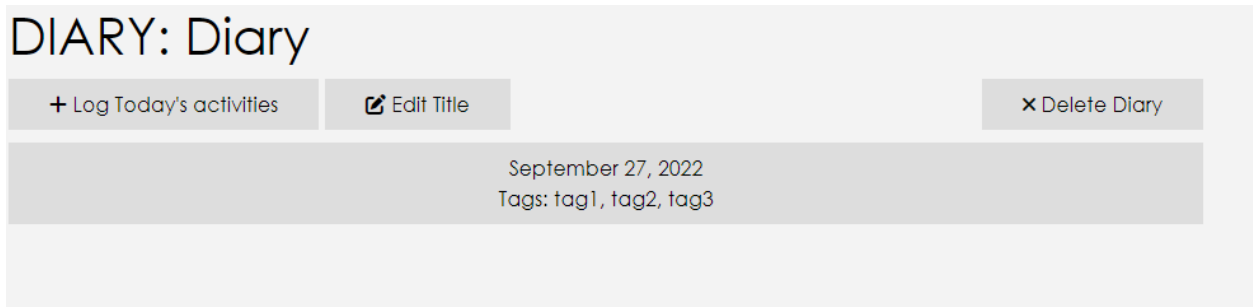 DIARY: Diary
+ Log Today's activities
Edit Title
× Delete Diary
September 27, 2022
Tags: tag1, tag2, tag3